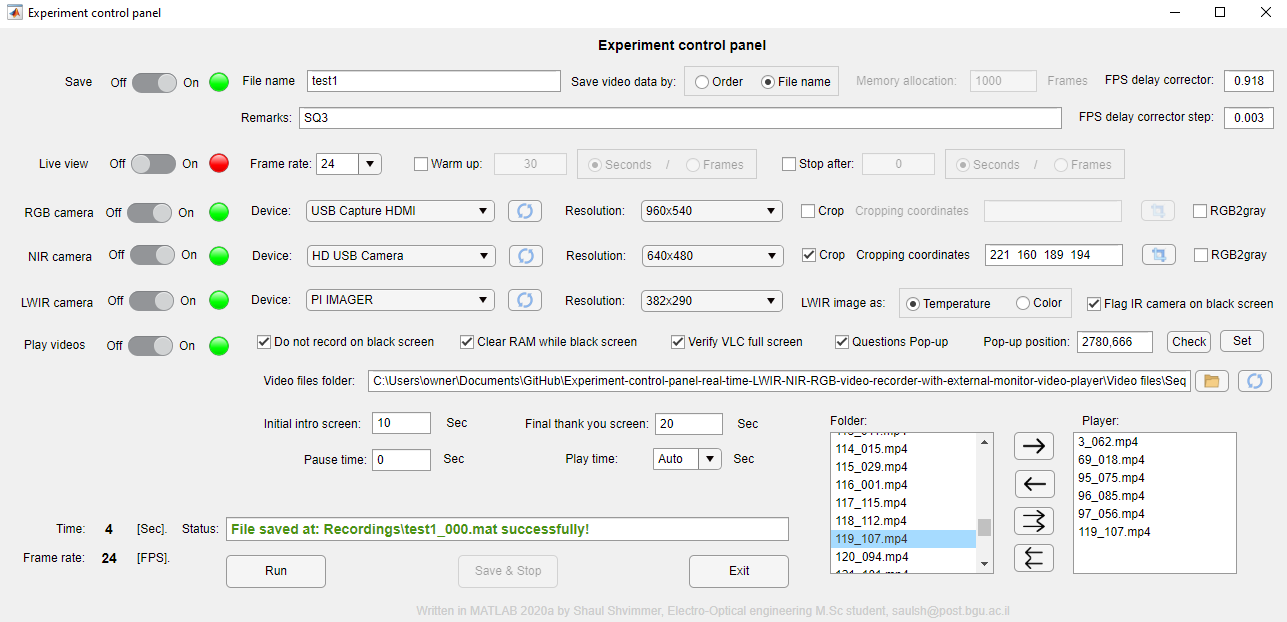 Experiment control panel
Experiment control panel
Save Off On File name test1 Save video data by: Order File name Memory allocation: 1000 Frames FPS delay corrector: 0.918
Remarks: SQ3 FPS delay corrector step: 0.003
Live view Off On Frame rate: 24 Warm up: 30 Seconds / Frames Stop after: 0 Seconds / Frames
RGB camera Off On Device: USB Capture HDMI Resolution: 960x540 Crop Cropping coordinates RGB2gray
NIR camera Off On Device: HD USB Camera Resolution: 640x480 Crop Cropping coordinates 221 160 189 194 RGB2gray
LWIR camera Off On Device: PI IMAGER Resolution: 382x290 LWIR image as: Temperature Color Flag IR camera on black screen
Play videos Off On Do not record on black screen Clear RAM while black screen Verify VLC full screen Questions Pop-up Pop-up position: 2780,666 Check Set
Video files folder: C:\Users\owner\Documents\GitHub\Experiment-control-panel-real-time-LWIR-NIR-RGB-video-recorder-with-external-monitor-video-player\Video files\Seq
Initial intro screen: 10 Sec Final thank you screen: 20 Sec
Pause time: 0 Sec Play time: Auto Sec
Folder:
114_015.mp4
115_029.mp4
116_001.mp4
117_115.mp4
118_112.mp4
119_107.mp4
120_094.mp4
Player:
3_062.mp4
69_018.mp4
95_075.mp4
96_085.mp4
97_056.mp4
119_107.mp4
Time: 4 [Sec]. Status: File saved at: Recordings\test1_000.mat successfully!
Frame rate: 24 [FPS].
Run Save & Stop Exit
Written in MATLAB 2020a by Shaul Shvimmer, Electro-Optical engineering M.Sc student, saulsh@post.bgu.ac.il